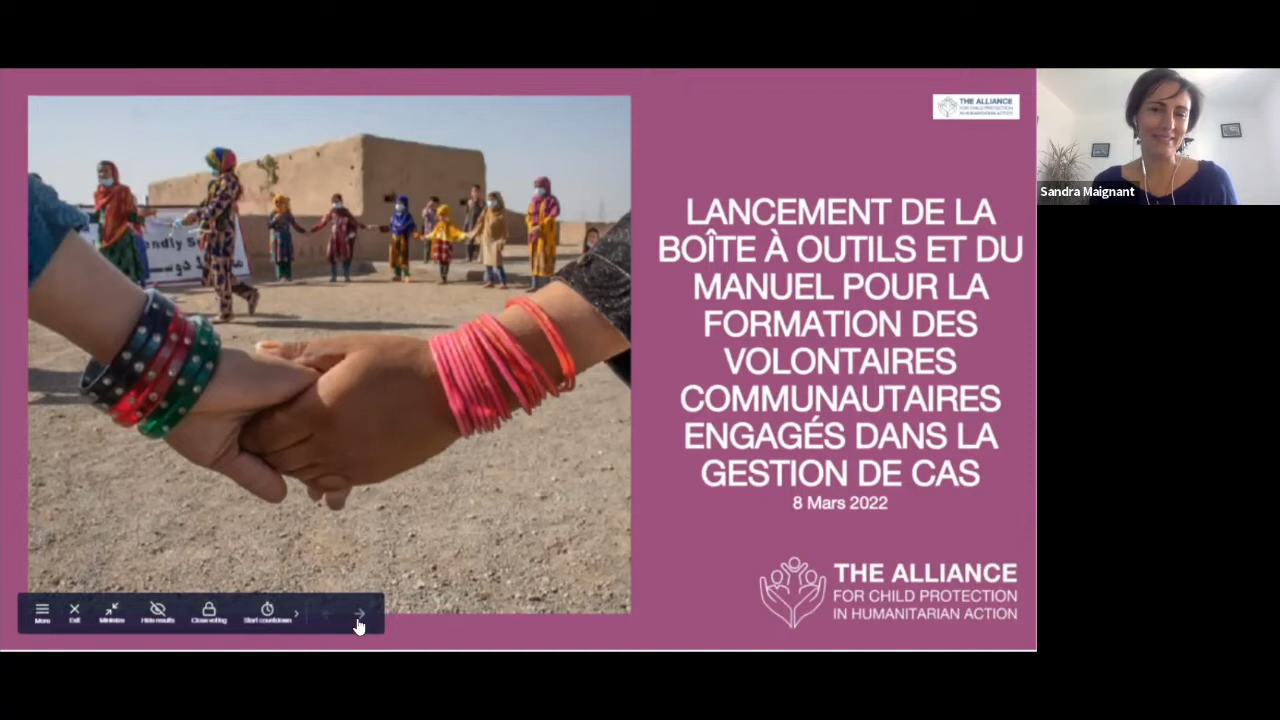 THE ALLIANCE
FOR CHILD PROTECTION
IN HUMANITARIAN ACTION
Sandra Maignant
LANCEMENT DE LA
BOÎTE À OUTILS ET DU
MANUEL POUR LA
FORMATION DES
VOLONTAIRES
COMMUNAUTAIRES
ENGAGÉS DANS LA
GESTION DE CAS
8 Mars 2022
THE ALLIANCE
FOR CHILD PROTECTION
IN HUMANITARIAN ACTION
More
Exit
Minimize
Hide results
Close voting
Start countdown